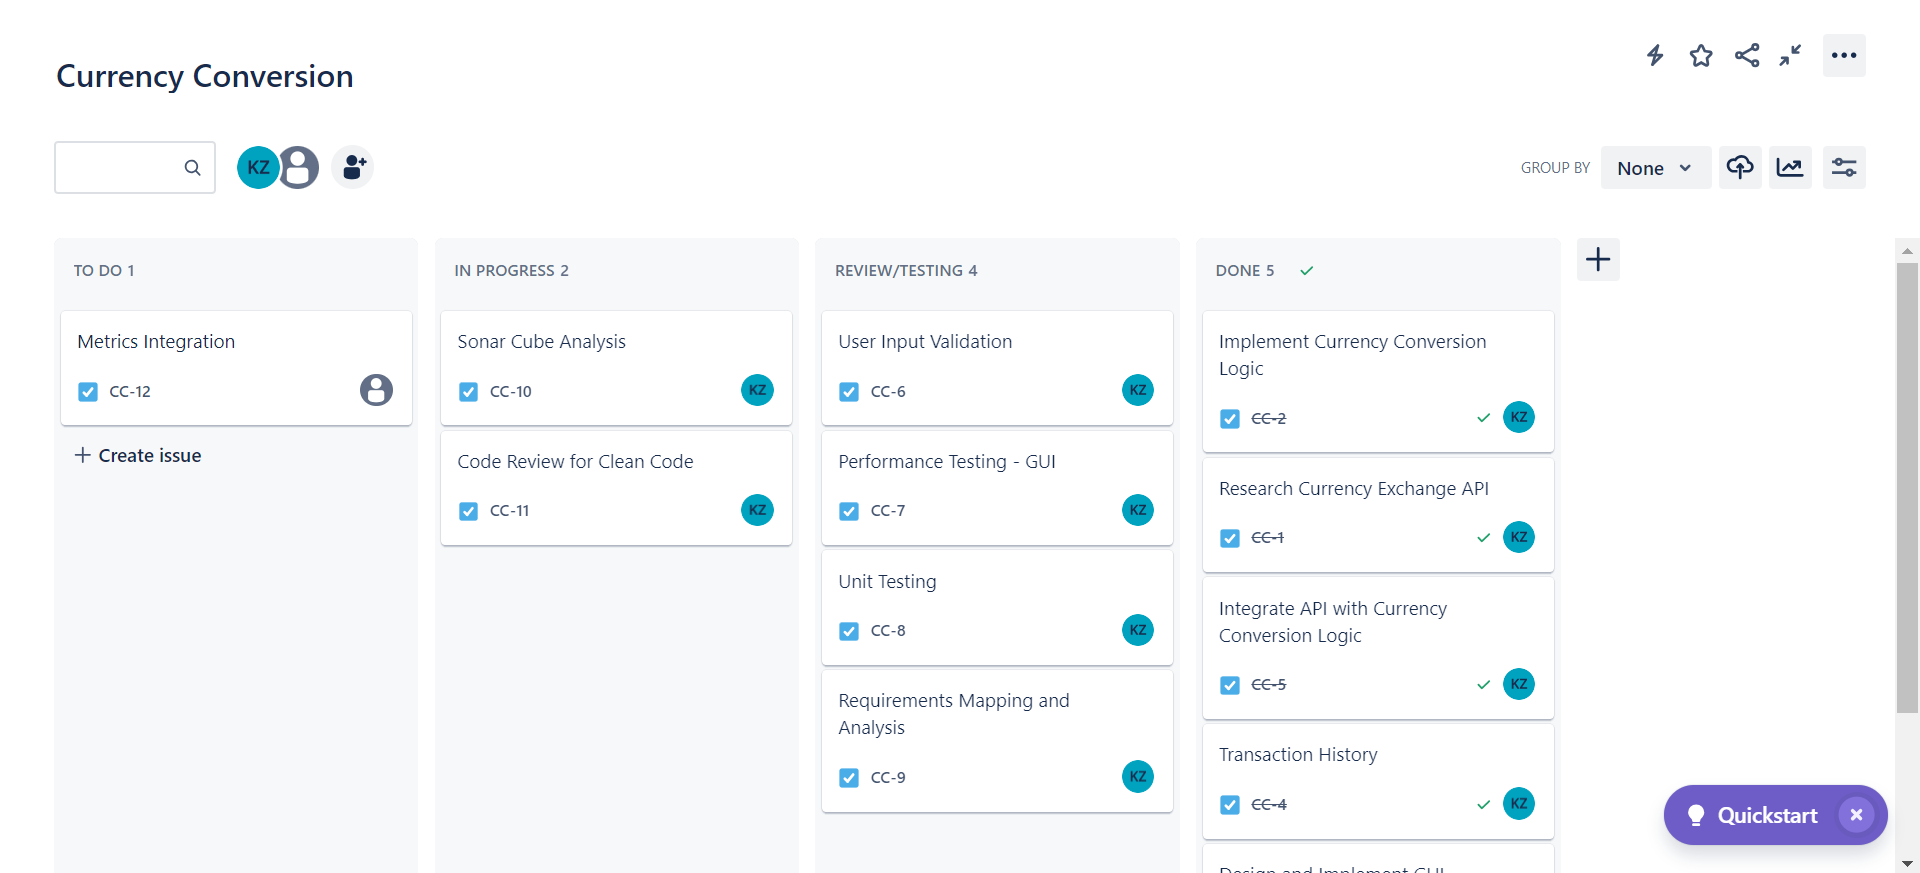 Currency Conversion
KZ
GROUP BY
None
TO DO 1
Metrics Integration
CC-12
Create issue
IN PROGRESS 2
Sonar Cube Analysis
CC-10
KZ
Code Review for Clean Code
CC-11
KZ
REVIEW/TESTING 4
User Input Validation
CC-6
KZ
Performance Testing - GUI
CC-7
KZ
Unit Testing
CC-8
KZ
Requirements Mapping and
Analysis
CC-9
KZ
DONE 5
Implement Currency Conversion
Logic
CC-2
KZ
Research Currency Exchange API
CC-1
KZ
Integrate API with Currency
Conversion Logic
CC-5
KZ
Transaction History
CC-4
KZ
Design and Implement GUI
Quickstart